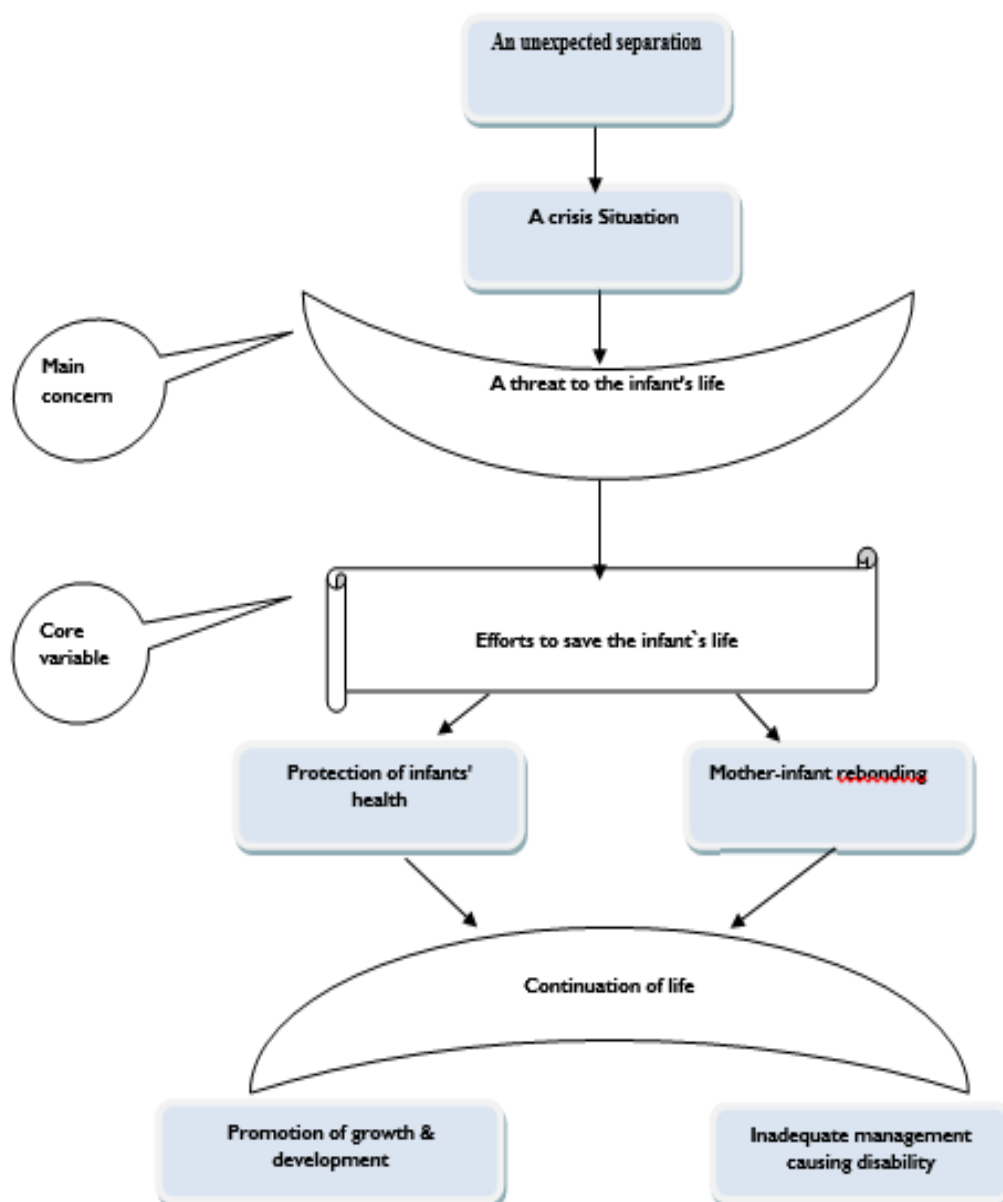 An unexpected separation
A crisis Situation
Main
concern
A threat to the infant's life
Core
variable
Efforts to save the infant`s life
Protection of infants'
health
Mother-infant rebonding
Continuation of life
Promotion of growth &
development
Inadequate management
causing disability